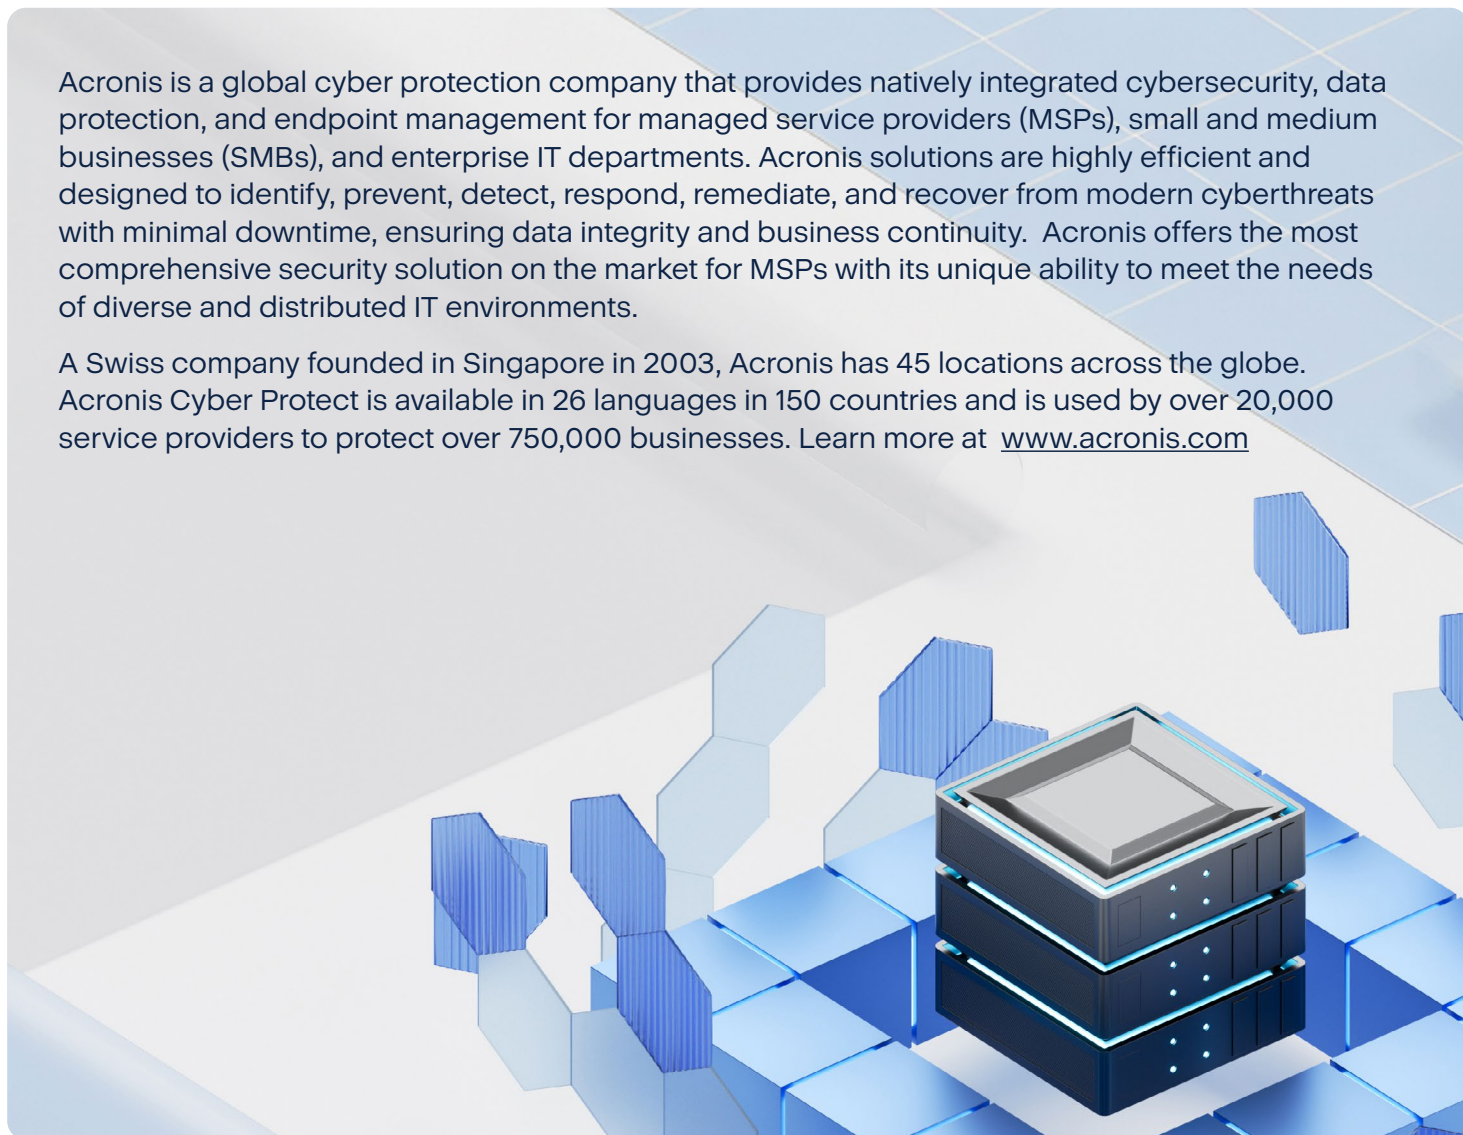 Acronis is a global cyber protection company that provides natively integrated cybersecurity, data
protection, and endpoint management for managed service providers (MSPs), small and medium
businesses (SMBs), and enterprise IT departments. Acronis solutions are highly efficient and
designed to identify, prevent, detect, respond, remediate, and recover from modern cyberthreats
with minimal downtime, ensuring data integrity and business continuity.  Acronis offers the most
comprehensive security solution on the market for MSPs with its unique ability to meet the needs
of diverse and distributed IT environments.
A Swiss company founded in Singapore in 2003, Acronis has 45 locations across the globe.
Acronis Cyber Protect is available in 26 languages in 150 countries and is used by over 20,000
service providers to protect over 750,000 businesses. Learn more at  www.acronis.com